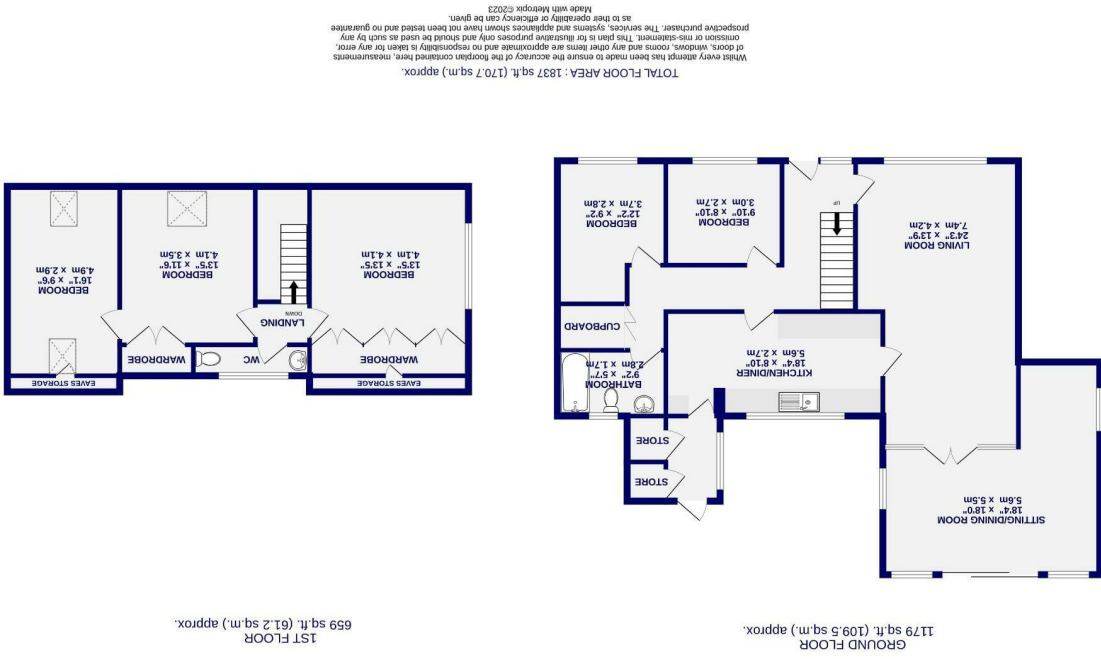 GROUND FLOOR
1179 sq.ft. (109.5 sq.m.) approx.
1ST FLOOR
659 sq.ft. (61.2 sq.m.) approx.
SITTING/DINING ROOM
18'4" x 18'0"
5.6m x 5.5m
STORE
STORE
BATHROOM
9'2" x 5'7"
2.8m x 1.7m
KITCHEN/DINER
18'4" x 8'10"
5.6m x 2.7m
CUPBOARD
LIVING ROOM
24'3" x 13'9"
7.4m x 4.2m
UP
BEDROOM
9'10" x 8'10"
3.0m x 2.7m
BEDROOM
12'2" x 9'2"
3.7m x 2.8m
EAVES STORAGE
EAVES STORAGE
WARDROBE
WC
WARDROBE
LANDING
DOWN
BEDROOM
13'5" x 13'5"
4.1m x 4.1m
BEDROOM
13'5" x 11'6"
4.1m x 3.5m
BEDROOM
16'1" x 9'6"
4.9m x 2.9m
TOTAL FLOOR AREA : 1837 sq.ft. (170.7 sq.m.) approx.
Whilst every attempt has been made to ensure the accuracy of the floorplan contained here, measurements
of doors, windows, rooms and any other items are approximate and no responsibility is taken for any error,
omission or mis-statement. This plan is for illustrative purposes only and should be used as such by any
prospective purchaser. The services, systems and appliances shown have not been tested and no guarantee
as to their operability or efficiency can be given.
Made with Metropix ©2023